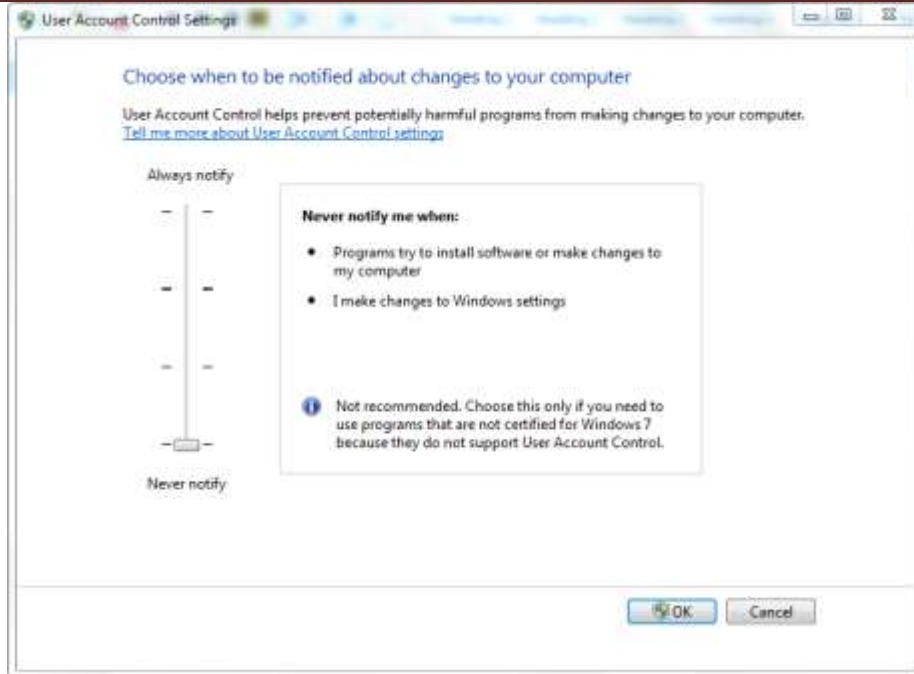 User Account Control Settings
Choose when to be notified about changes to your computer
User Account Control helps prevent potentially harmful programs from making changes to your computer.
Tell me more about User Account Control settings
Always notify
Never notify me when:
• Programs try to install software or make changes to
my computer
• I make changes to Windows settings
Not recommended. Choose this only if you need to
use programs that are not certified for Windows 7
because they do not support User Account Control.
Never notify
OK Cancel